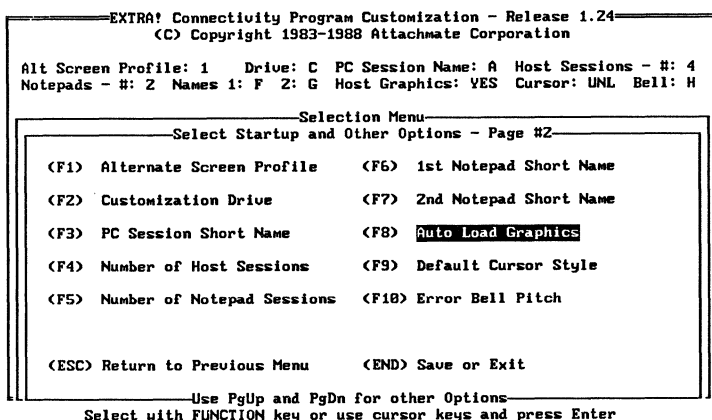 EXTRA! Connectivity Program Customization - Release 1.24
(C) Copyright 1983-1988 Attachmate Corporation
Alt Screen Profile: 1 Drive: C PC Session Name: A Host Sessions - #: 4
Notepads - #: 2 Names 1: F 2: G Host Graphics: YES Cursor: UNL Bell: H
Selection Menu
Select Startup and Other Options - Page #2
(F1) Alternate Screen Profile (F6) 1st Notepad Short Name
(F2) Customization Drive (F7) 2nd Notepad Short Name
(F3) PC Session Short Name (F8) Auto Load Graphics
(F4) Number of Host Sessions (F9) Default Cursor Style
(F5) Number of Notepad Sessions (F10) Error Bell Pitch
(ESC) Return to Previous Menu (END) Save or Exit
Use PgUp and PgDn for other Options
Select with FUNCTION key or use cursor keys and press Enter